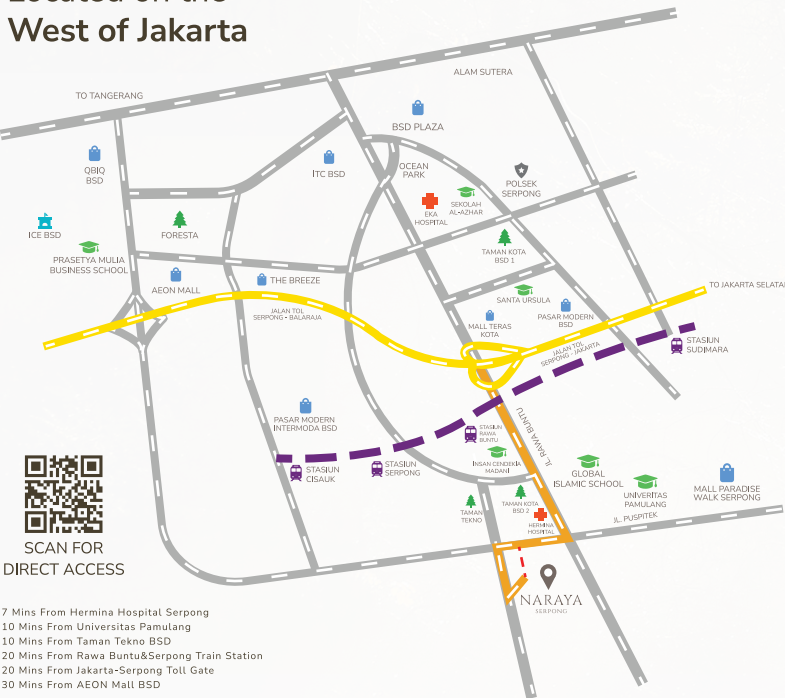 Located on the
West of Jakarta
ALAM SUTERA
TO TANGERANG
BSD PLAZA
QBIQ
BSD
ITC BSD
OCEAN
PARK
POLSEK
SERPONG
SEKOLAH
AL-AZHAR
EKA
HOSPITAL
ICE BSD
FORESTA
PRASETYA MULIA
BUSINESS SCHOOL
TAMAN KOTA
BSD 1
AEON MALL
THE BREEZE
TO JAKARTA SELATAN
SANTA URSULA
JALAN TOL
SERPONG - BALARAJA
MALL TERAS
KOTA
PASAR MODERN
BSD
JALAN TOL
SERPONG - JAKARTA
STASIUN
SUDIMARA
PASAR MODERN
INTERMODA BSD
STASIUN
RAWA
BUNTU
JL. RAWA BUNTU
STASIUN
CISAUK
STASIUN
SERPONG
INSAN CENDEKIA
MADANI
GLOBAL
ISLAMIC SCHOOL
UNIVERITAS
PAMULANG
MALL PARADISE
WALK SERPONG
TAMAN
TEKNO
TAMAN KOTA
BSD 2
HERMINA
HOSPITAL
JL. PUSPITEK
SCAN FOR
DIRECT ACCESS
NARAYA
SERPONG
7 Mins From Hermina Hospital Serpong
10 Mins From Universitas Pamulang
10 Mins From Taman Tekno BSD
20 Mins From Rawa Buntu&Serpong Train Station
20 Mins From Jakarta-Serpong Toll Gate
30 Mins From AEON Mall BSD